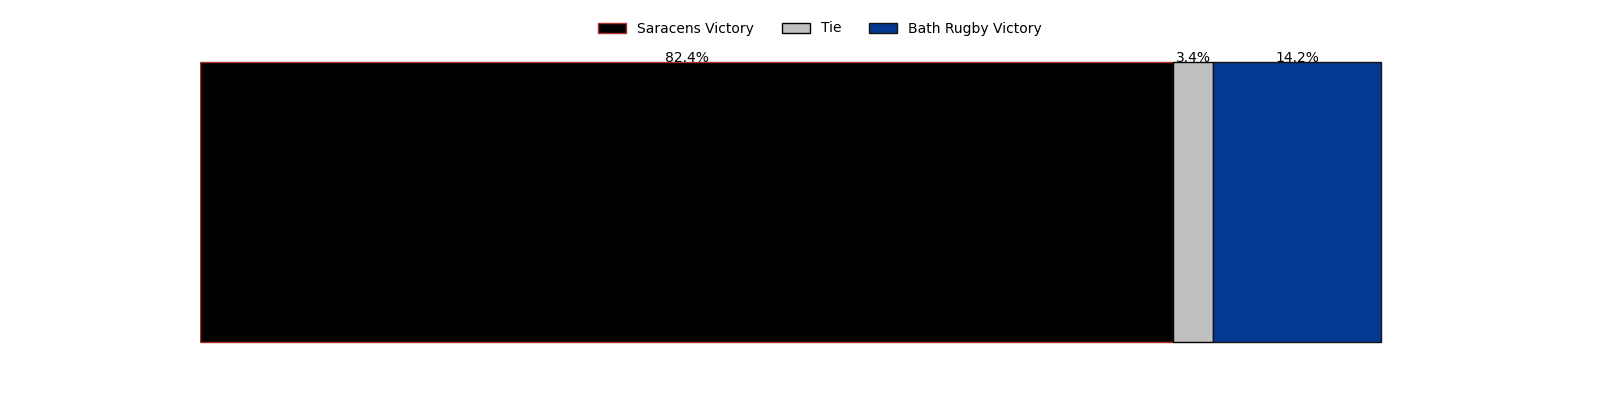 Saracens Victory Tie Bath Rugby Victory
82.4% 3.4% 14.2%